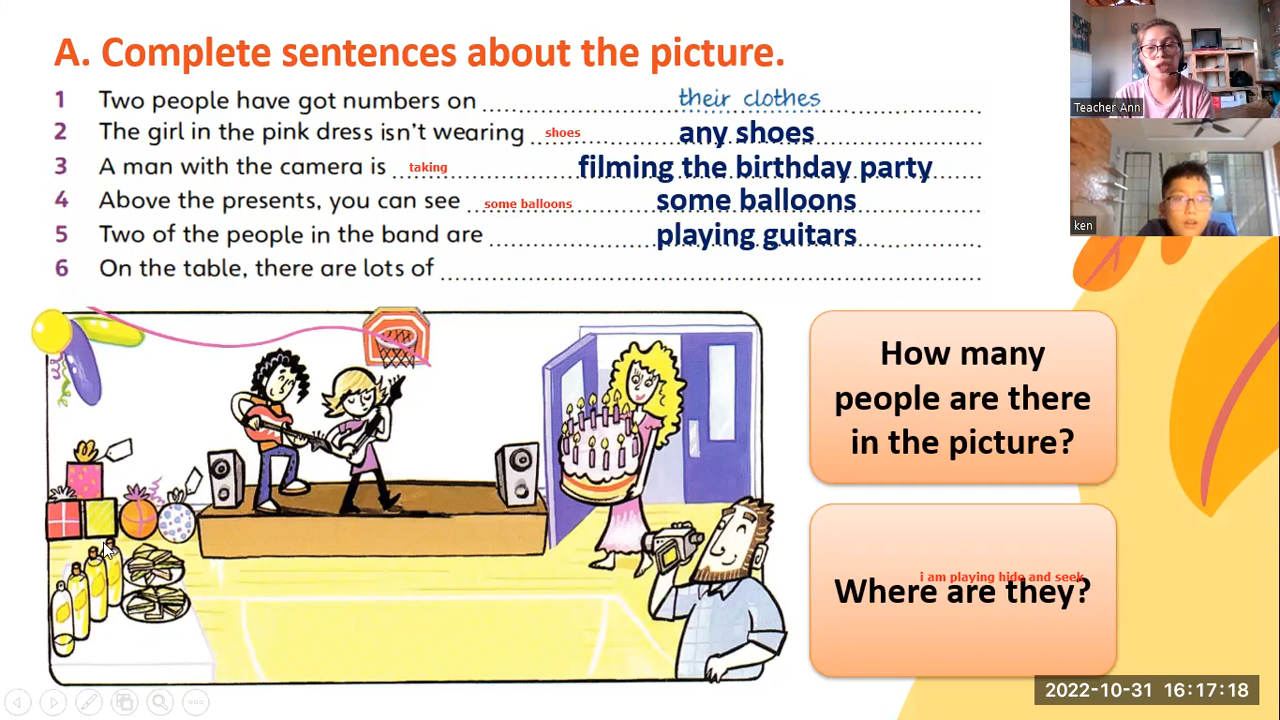 A. Complete sentences about the picture.
1 Two people have got numbers on their clothes
2 The girl in the pink dress isn't wearing shoes any shoes
3 A man with the camera is taking filming the birthday party
4 Above the presents, you can see some balloons some balloons
5 Two of the people in the band are playing guitars
6 On the table, there are lots of
How many
people are there
in the picture?
i am playing hide and seek
Where are they?
Teacher Ann
ken
2022-10-31 16:17:18